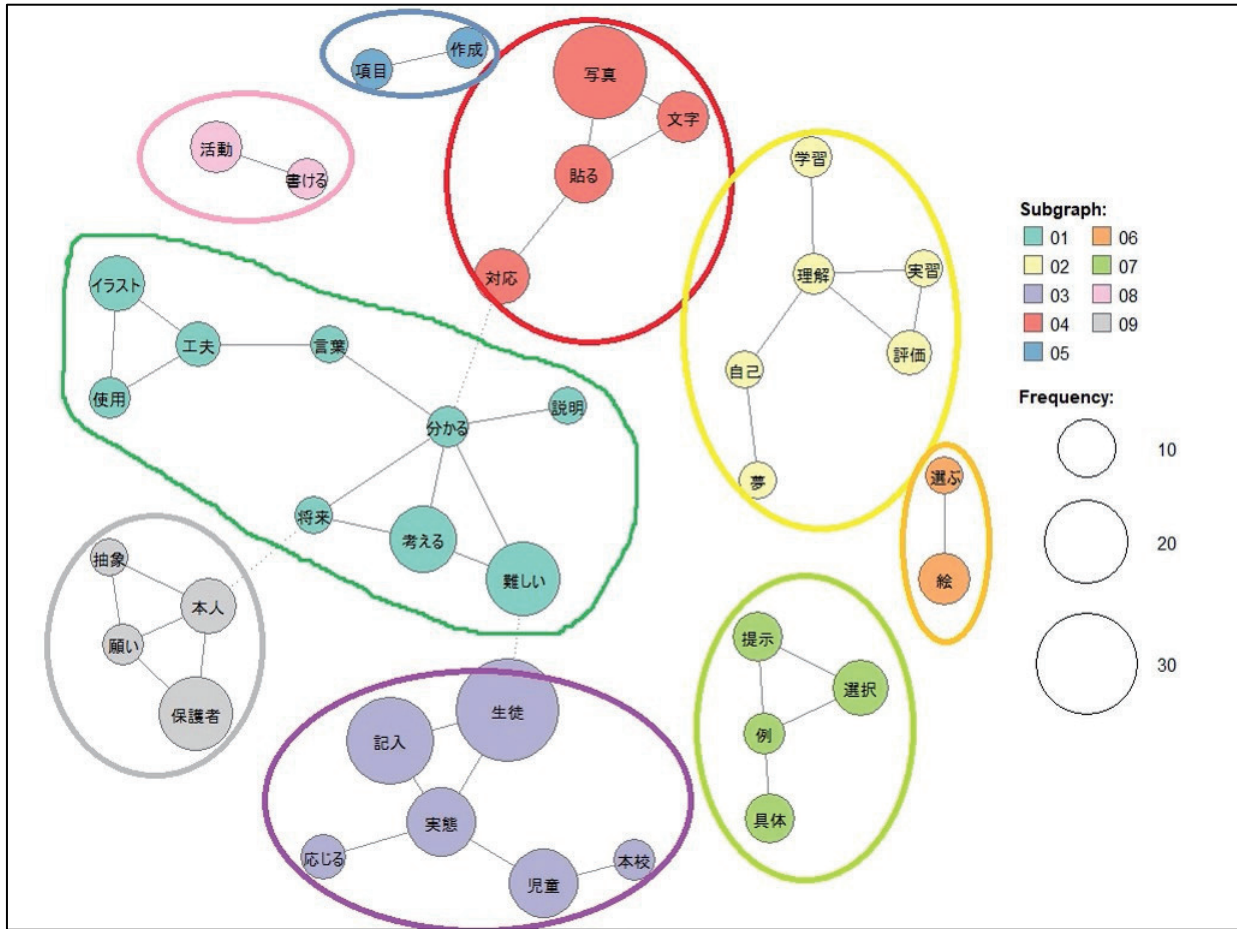 項目
作成
活動
書ける
写真
文字
貼る
対応
学習
理解
実習
評価
自己
夢
イラスト
工夫
使用
言葉
分かる
説明
将来
考える
難しい
選ぶ
絵
抽象
本人
願い
保護者
生徒
記入
実態
応じる
児童
本校
提示
選択
例
具体
Subgraph:
01 06
02 07
03 08
04 09
05
Frequency:
10
20
30